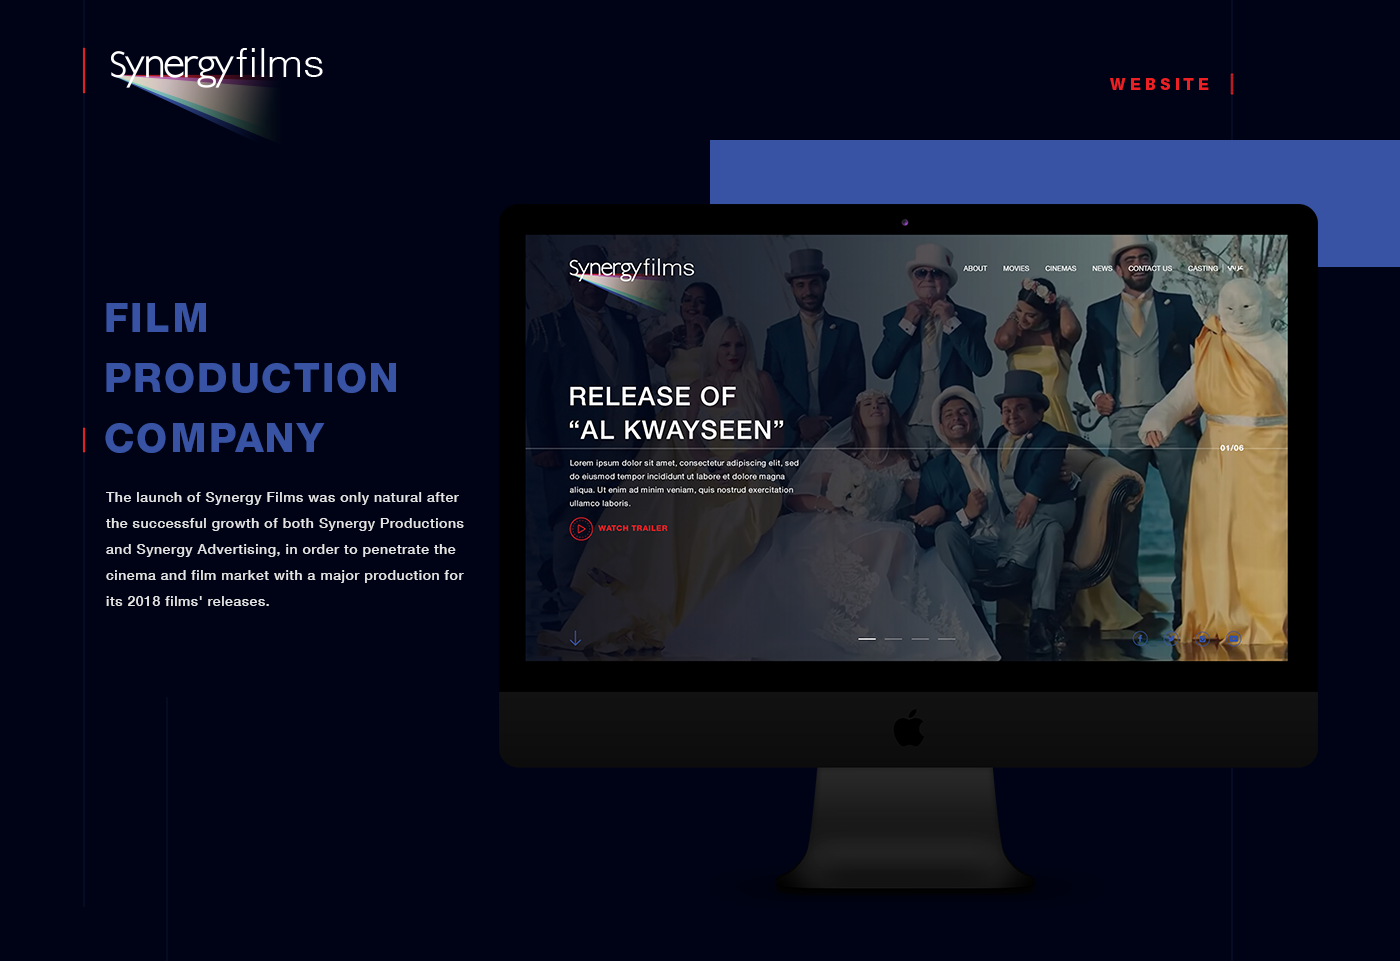 Synergyfilms
WEBSITE
FILM
PRODUCTION
COMPANY
The launch of Synergy Films was only natural after
the successful growth of both Synergy Productions
and Synergy Advertising, in order to penetrate the
cinema and film market with a major production for
its 2018 films' releases.
Synergyfilms
ABOUT MOVIES CINEMAS NEWS CONTACT US CASTING |
RELEASE OF
“AL KWAYSEEN”
01/06
Lorem ipsum dolor sit amet, consectetur adipiscing elit, sed
do eiusmod tempor incididunt ut labore et dolore magna
aliqua. Ut enim ad minim veniam, quis nostrud exercitation
ullamco laboris.
WATCH TRAILER